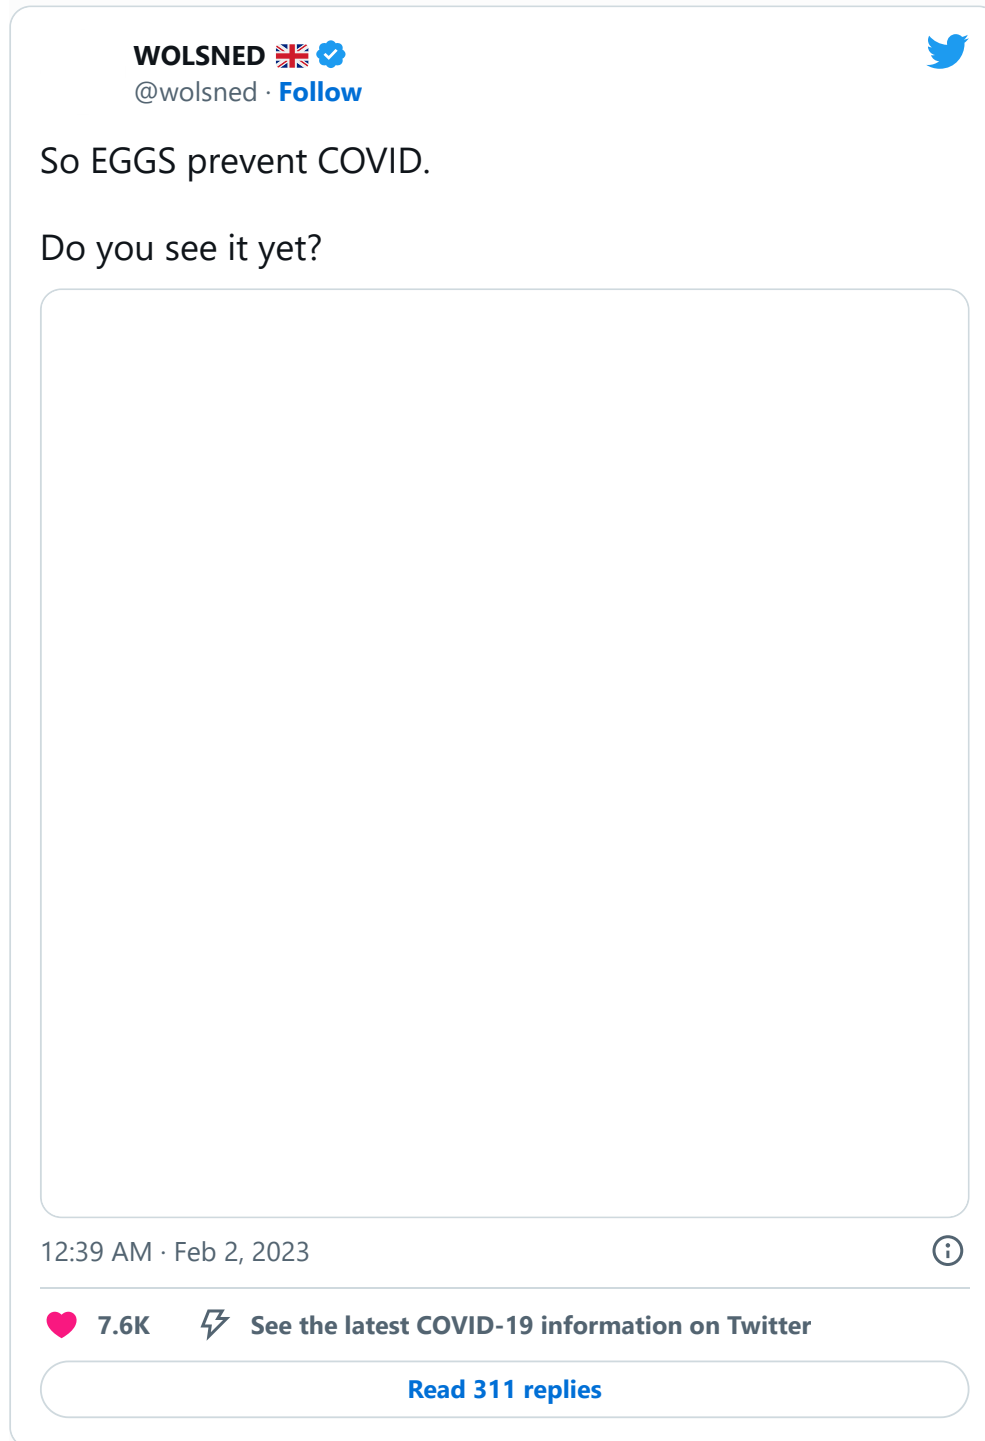 WOLSNED 🇬🇧
@wolsned · Follow
So EGGS prevent COVID.
Do you see it yet?
12:39 AM · Feb 2, 2023
7.6K See the latest COVID-19 information on Twitter
Read 311 replies